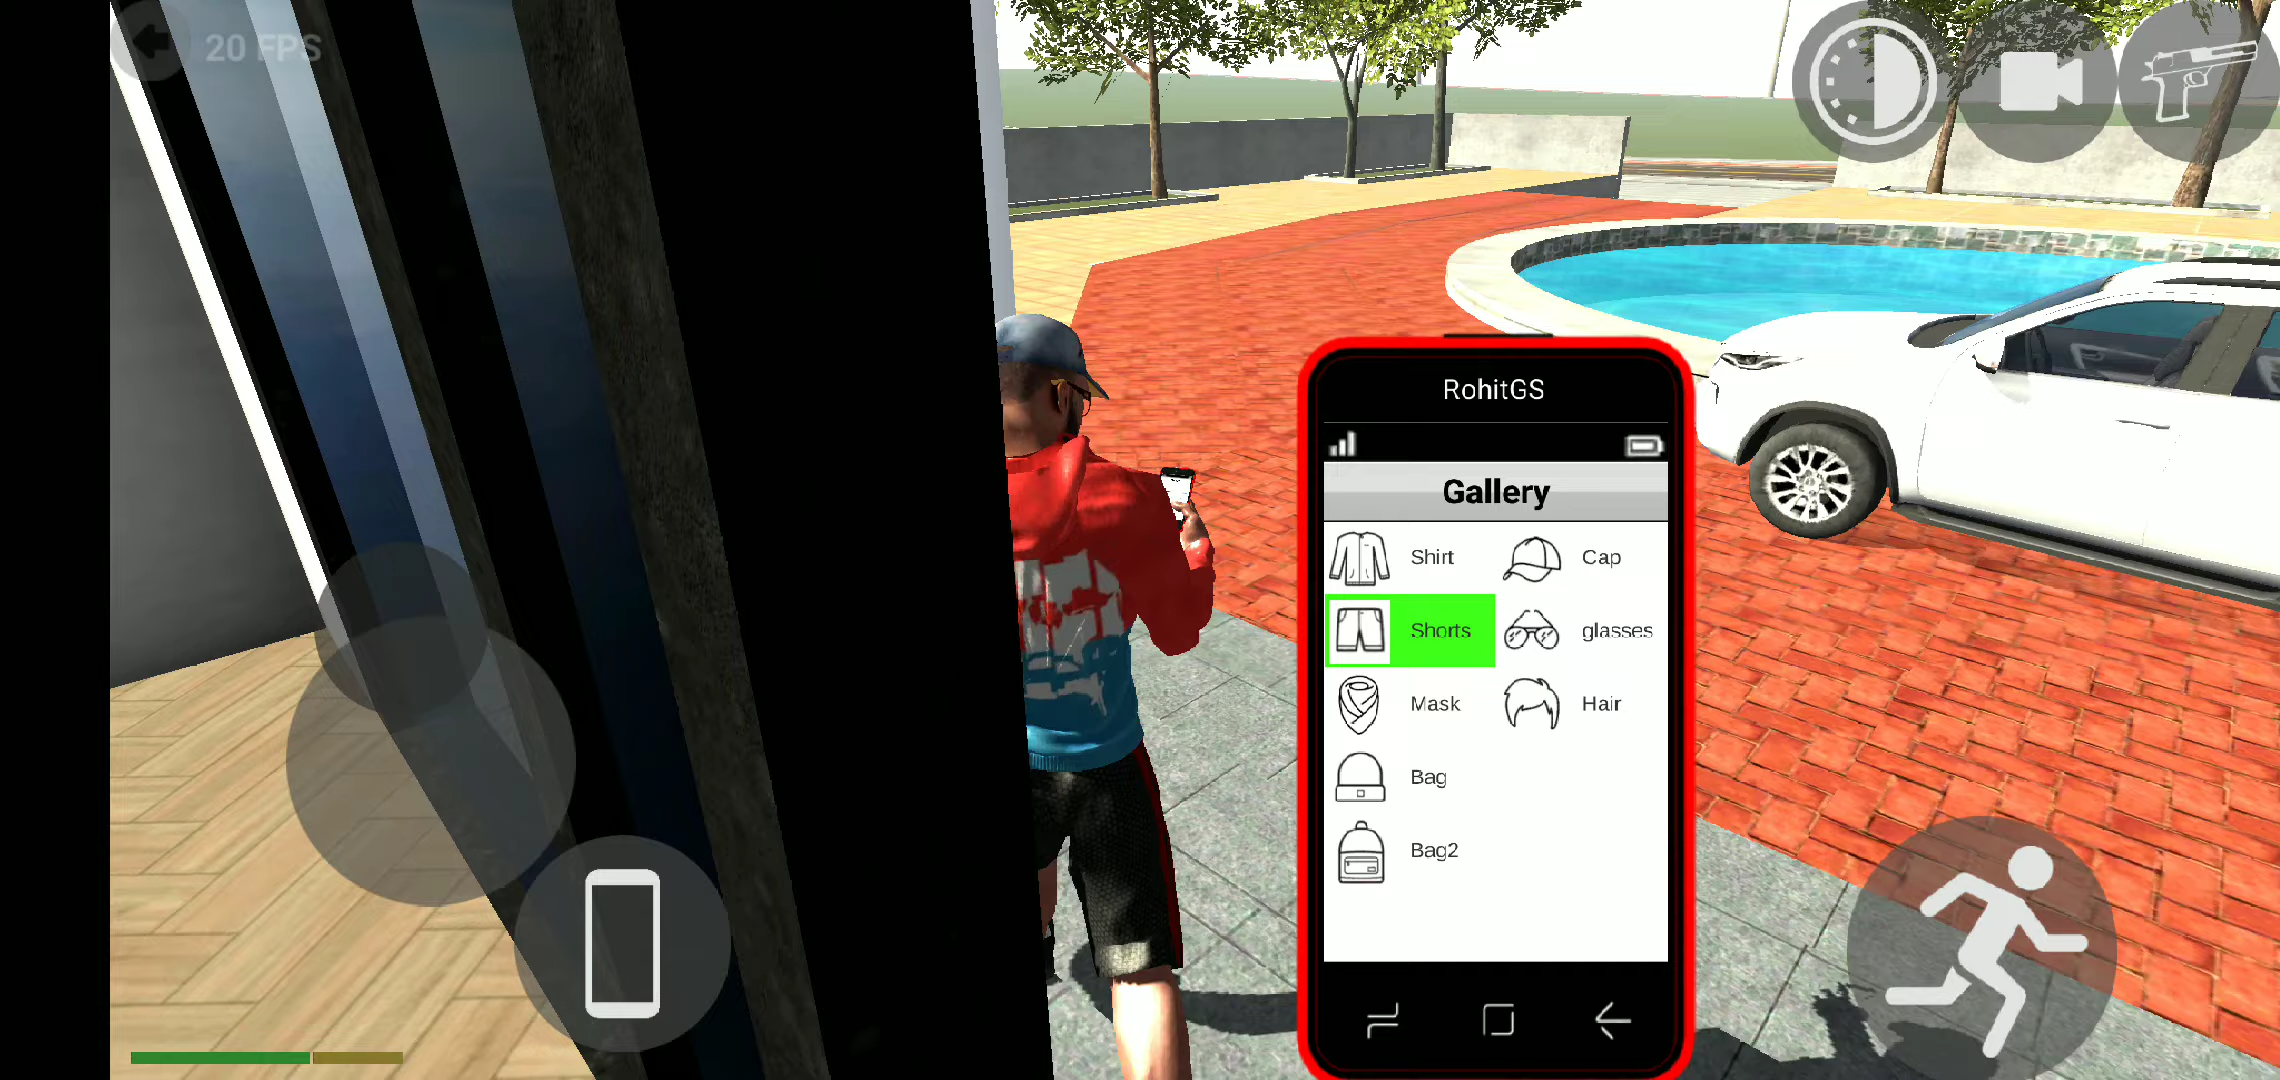 20 FPS
RohitGS
Gallery
Shirt
Cap
Shorts
glasses
Mask
Hair
Bag
Bag2